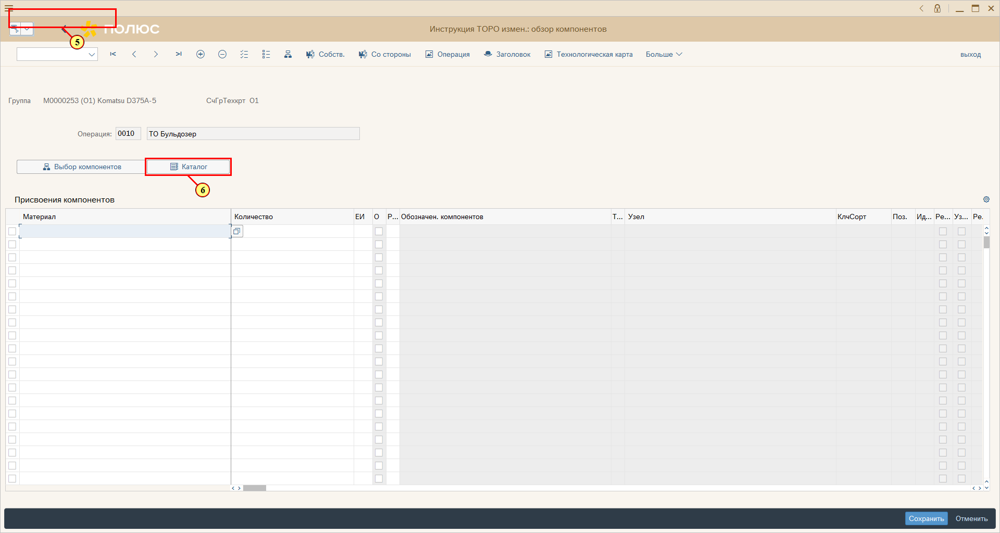 ПОЛЮС
Инструкция ТОРО измен.: обзор компонентов
5
Собств.
Со стороны
Операция
Заголовок
Технологическая карта
Больше
выход
Группа M0000253 (O1) Komatsu D375A-5 СчГрТехкрт O1
Операция: 0010 ТО Бульдозер
Выбор компонентов
Каталог
6
Присвоения компонентов
Материал Количество ЕИ О Р... Обозначен. компонентов Т... Узел КлчСорт Поз. Ид... Ре... Уз... Ре.
Сохранить Отменить